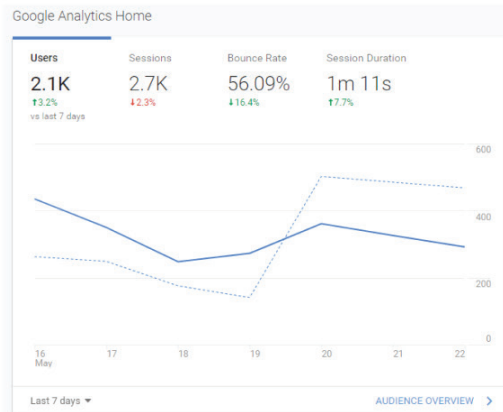 Google Analytics Home
Users Sessions Bounce Rate Session Duration
2.1K 2.7K 56.09% 1m 11s
↑3.2% ↓2.3% ↓16.4% ↑7.7%
vs last 7 days
600
400
200
0
16 17 18 19 20 21 22
May
Last 7 days AUDIENCE OVERVIEW